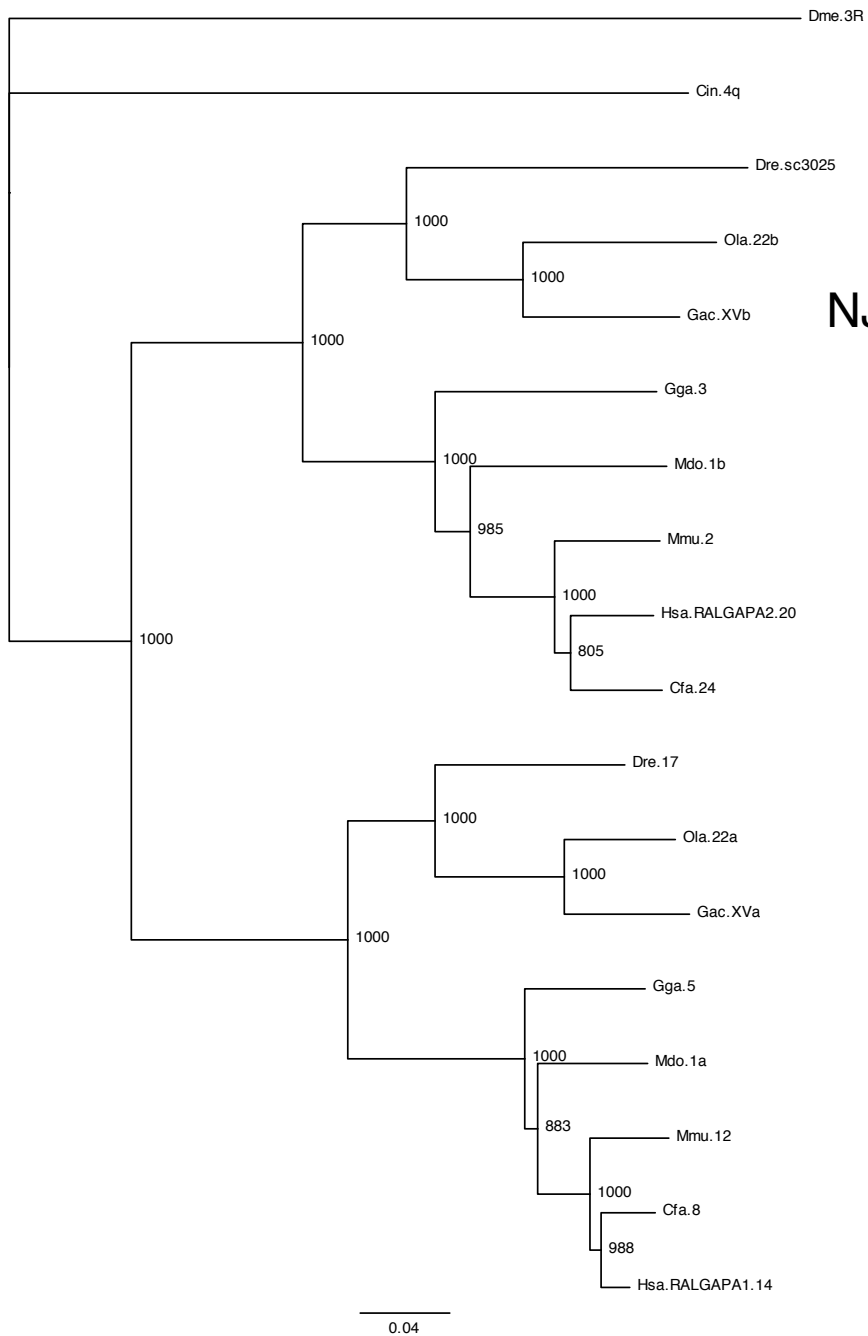 Dme.3R
Cin.4q
Dre.sc3025
1000
Ola.22b
1000
Gac.XVb
NJ
1000
Gga.3
1000
Mdo.1b
985
Mmu.2
1000
Hsa.RALGAPA2.20
805
Cfa.24
1000
Dre.17
1000
Ola.22a
1000
Gac.XVa
1000
Gga.5
1000
Mdo.1a
883
Mmu.12
1000
Cfa.8
988
Hsa.RALGAPA1.14
0.04